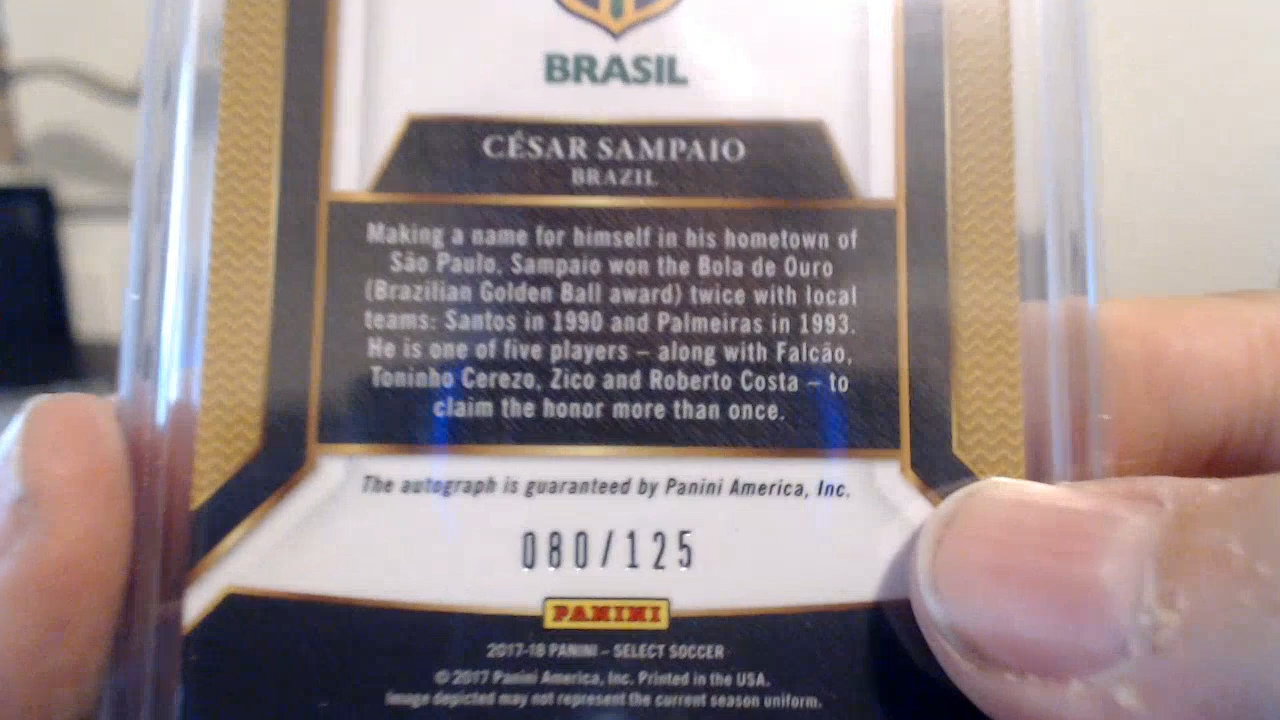 BRASIL
CÉSAR SAMPAIO
BRAZIL
Making a name for himself in his hometown of
São Paulo, Sampaio won the Bola de Ouro
(Brazilian Golden Ball award) twice with local
teams: Santos in 1990 and Palmeiras in 1993.
He is one of five players – along with Falcão,
Toninho Cerezo, Zico and Roberto Costa – to
claim the honor more than once.
The autograph is guaranteed by Panini America, Inc.
080/125
PANINI
2017-18 PANINI – SELECT SOCCER
© 2017 Panini America, Inc. Printed in the USA.
Image depicted may not represent the current season uniform.